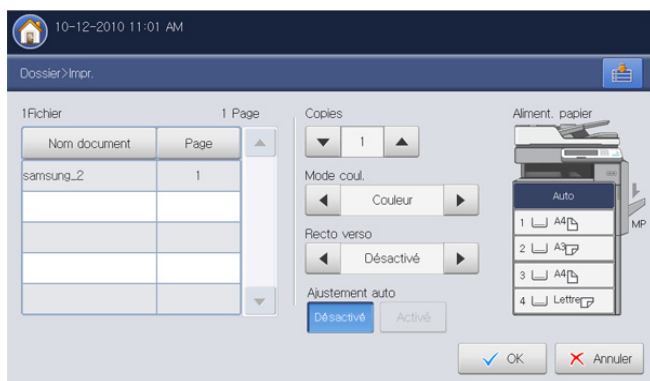 10-12-2010 11:01 AM
Dossier>Impr.
1Fichier 1 Page
Nom document Page
samsung_2 1
Copies
1
Mode coul.
Couleur
Recto verso
Désactivé
Ajustement auto
Désactivé Activé
Aliment. papier
Auto
1 A4
MP
2 A3
3 A4
4 Lettre
OK Annuler